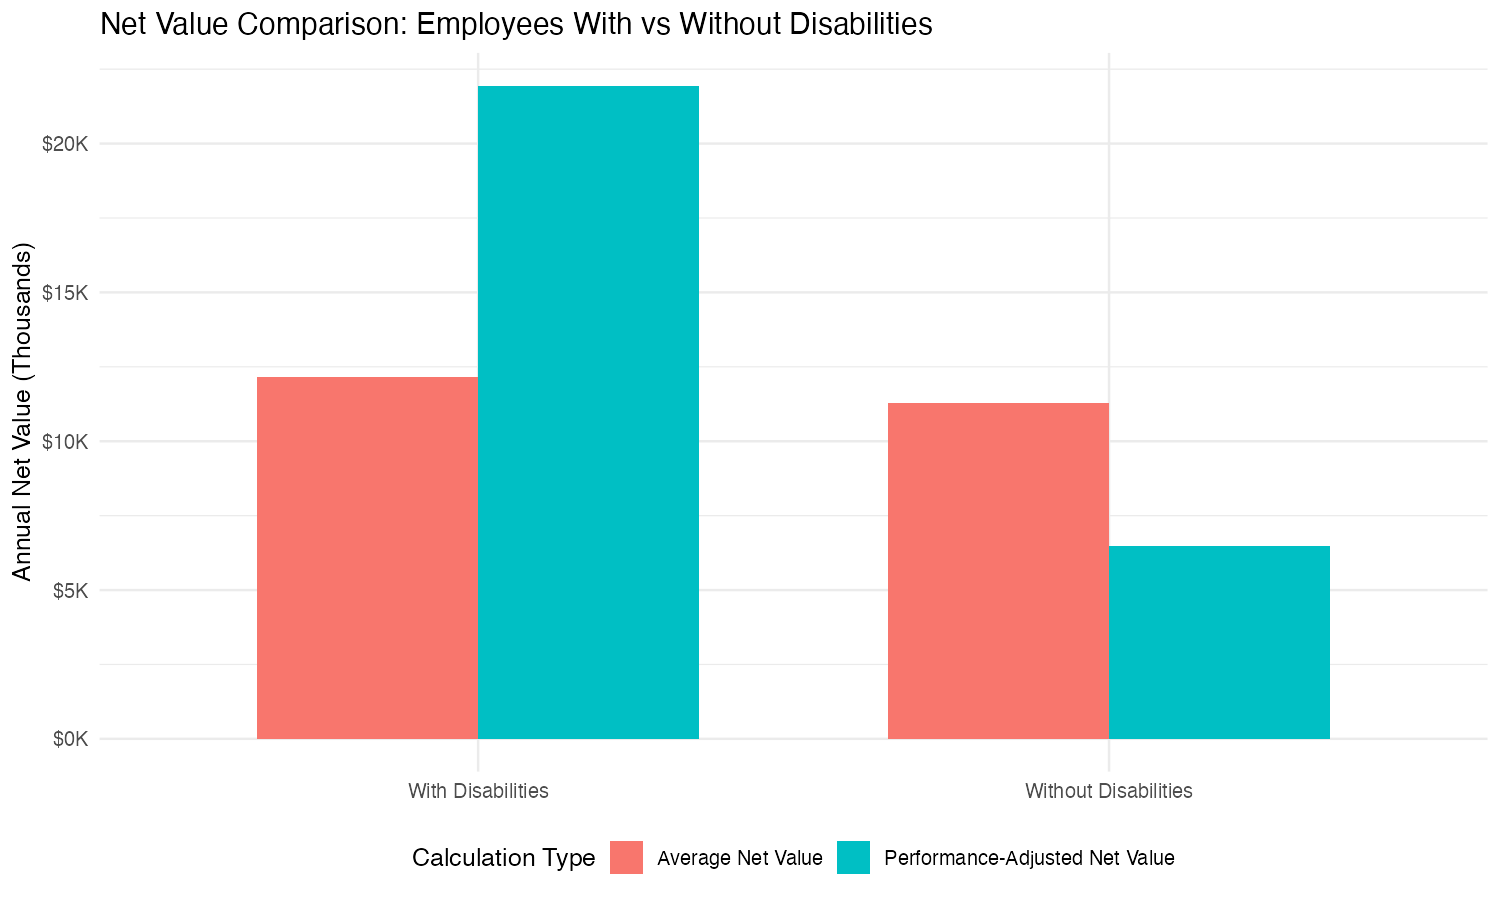 Net Value Comparison: Employees With vs Without Disabilities
Annual Net Value (Thousands)
$20K
$15K
$10K
$5K
$0K
With Disabilities
Without Disabilities
Calculation Type
Average Net Value
Performance-Adjusted Net Value